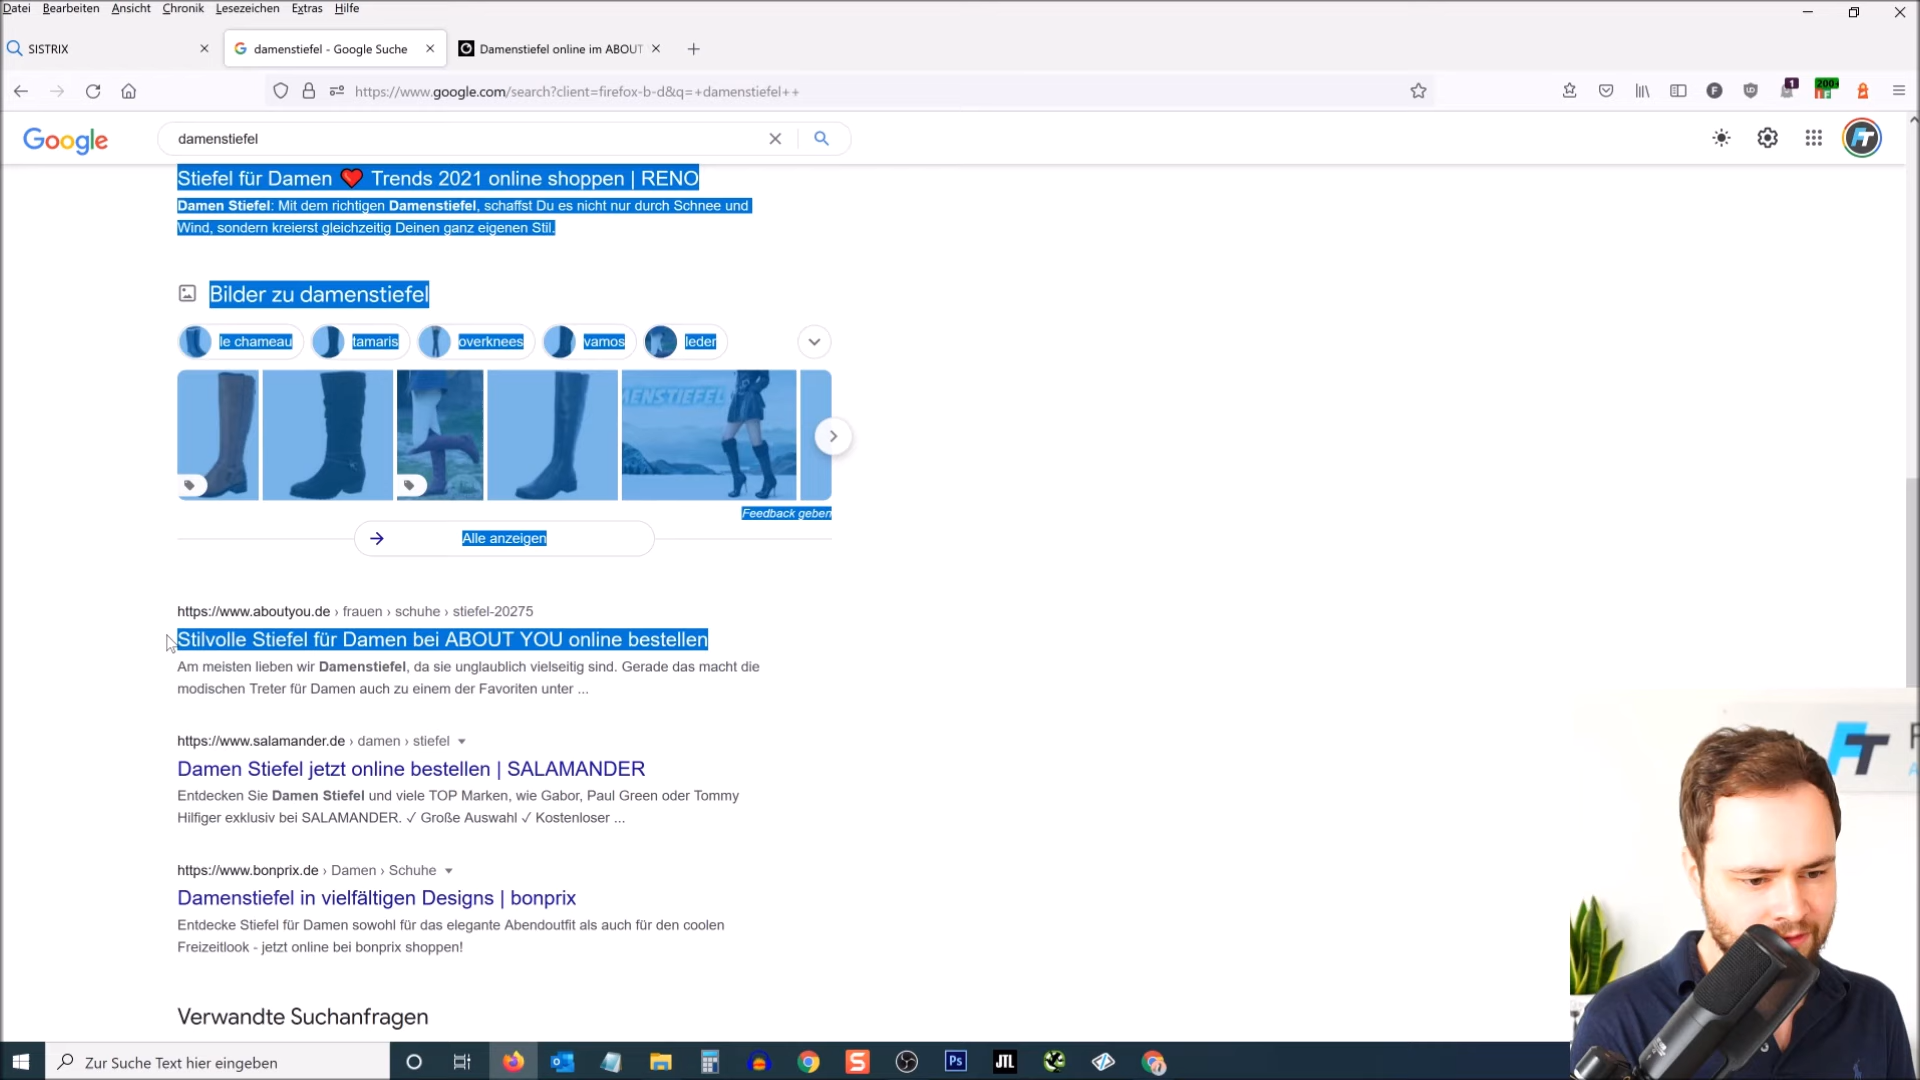 Datei Bearbeiten Ansicht Chronik Lesezeichen Extras Hilfe
SISTRIX
damenstiefel - Google Suche
Damenstiefel online im ABOUT
https://www.google.com/search?client=firefox-b-d&q=+damenstiefel++
1
200+
Google
damenstiefel
FT
Stiefel für Damen ❤️ Trends 2021 online shoppen | RENO
Damen Stiefel: Mit dem richtigen Damenstiefel, schaffst Du es nicht nur durch Schnee und
Wind, sondern kreierst gleichzeitig Deinen ganz eigenen Stil.
Bilder zu damenstiefel
le chameau tamaris overknees vamos leder
Feedback geben
Alle anzeigen
https://www.aboutyou.de › frauen › schuhe › stiefel-20275
Stilvolle Stiefel für Damen bei ABOUT YOU online bestellen
Am meisten lieben wir Damenstiefel, da sie unglaublich vielseitig sind. Gerade das macht die
modischen Treter für Damen auch zu einem der Favoriten unter ...
https://www.salamander.de › damen › stiefel
Damen Stiefel jetzt online bestellen | SALAMANDER
Entdecken Sie Damen Stiefel und viele TOP Marken, wie Gabor, Paul Green oder Tommy
Hilfiger exklusiv bei SALAMANDER. ✓ Große Auswahl ✓ Kostenloser ...
https://www.bonprix.de › Damen › Schuhe
Damenstiefel in vielfältigen Designs | bonprix
Entdecke Stiefel für Damen sowohl für das elegante Abendoutfit als auch für den coolen
Freizeitlook - jetzt online bei bonprix shoppen!
Verwandte Suchanfragen
FT
Zur Suche Text hier eingeben
Ps
JTL